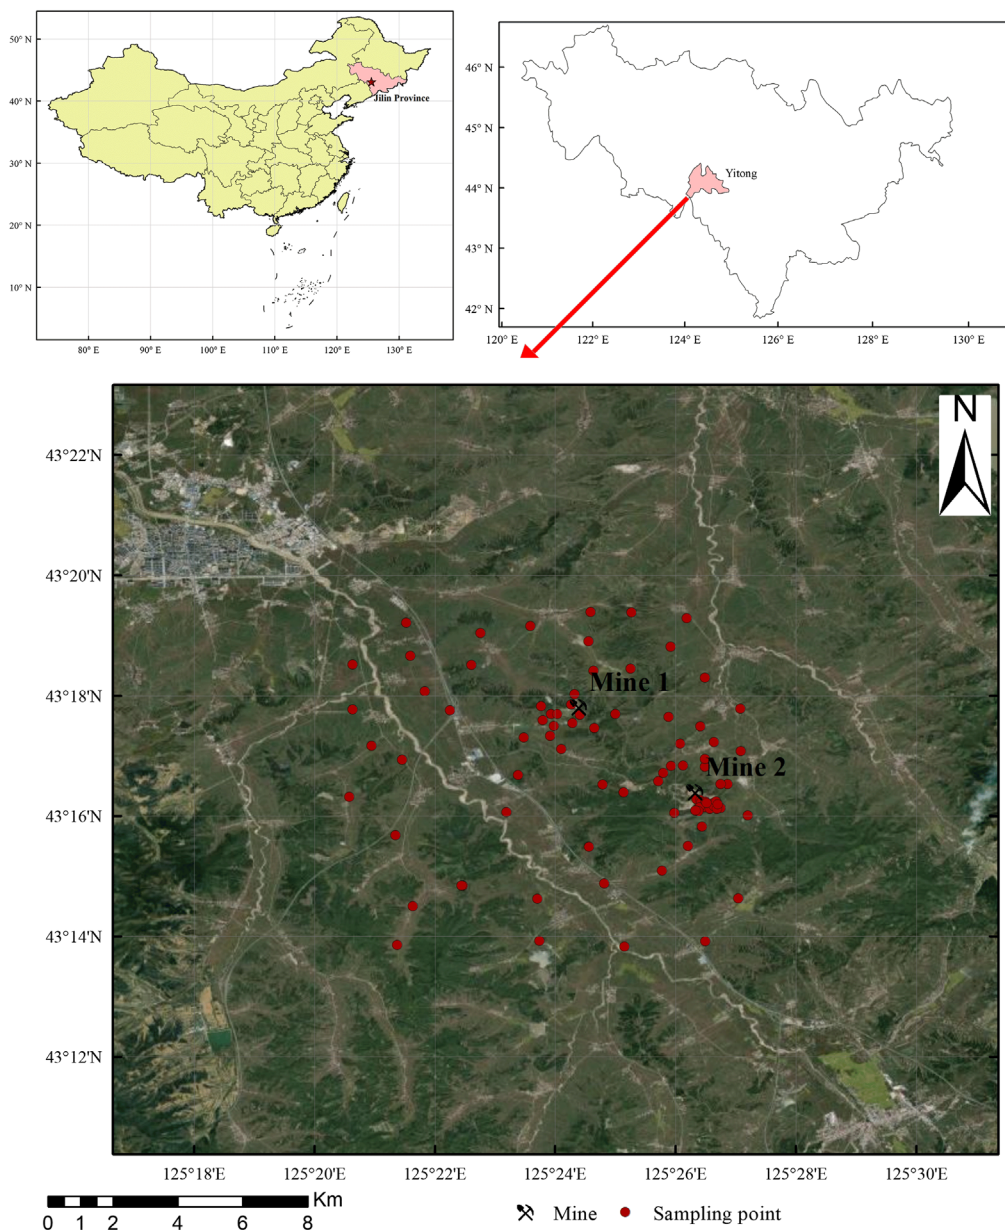 50° N
40° N
30° N
20° N
10° N
Jilin Province
80° E 90° E 100° E 110° E 120° E 130° E
46° N
45° N
44° N
43° N
42° N
Yitong
120° E 122° E 124° E 126° E 128° E 130° E
N
43°22'N
43°20'N
43°18'N
43°16'N
43°14'N
43°12'N
Mine 1
Mine 2
125°18'E 125°20'E 125°22'E 125°24'E 125°26'E 125°28'E 125°30'E
Km
0 1 2 4 6 8
Mine Sampling point